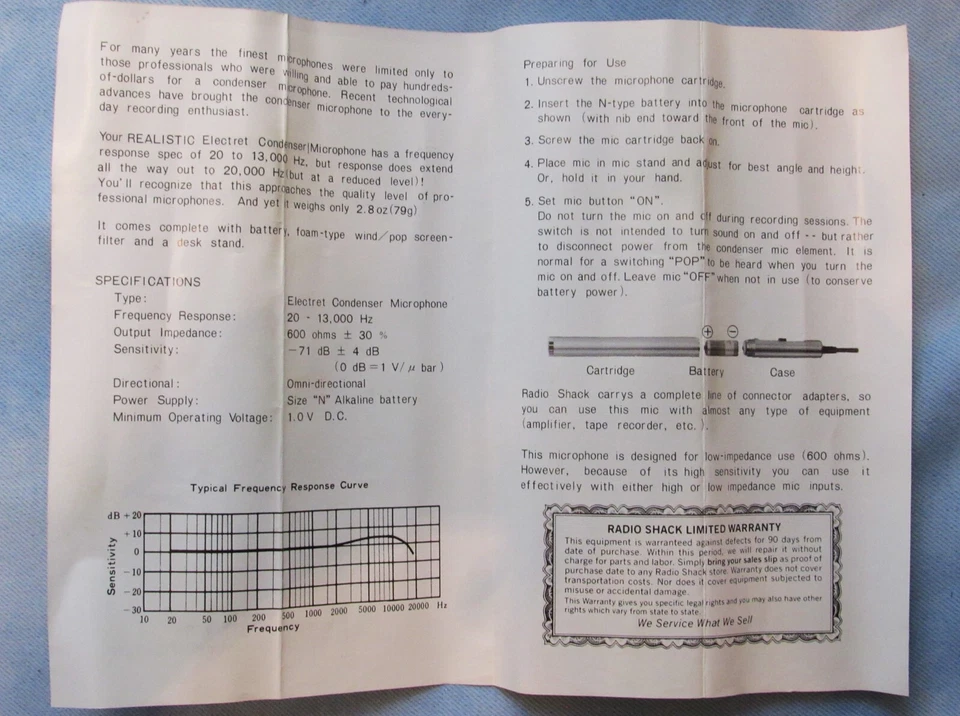 For many years the finest microphones were limited only to
those professionals who were willing and able to pay hundreds-
of-dollars for a condenser microphone. Recent technological
advances have brought the condenser microphone to the every-
day recording enthusiast.
Your REALISTIC Electret Condenser Microphone has a frequency
response spec of 20 to 13,000 Hz, but response does extend
all the way out to 20,000 Hz (but at a reduced level)!
You'll recognize that this approaches the quality level of pro-
fessional microphones. And yet it weighs only 2.8 oz (79g)
It comes complete with battery, foam-type wind/pop screen-
filter and a desk stand.
SPECIFICATIONS
Type: Electret Condenser Microphone
Frequency Response: 20 - 13,000 Hz
Output Impedance: 600 ohms ± 30 %
Sensitivity: −71 dB ± 4 dB
(0 dB = 1 V/μ bar)
Directional: Omni-directional
Power Supply: Size "N" Alkaline battery
Minimum Operating Voltage: 1.0 V D.C.
Typical Frequency Response Curve
dB +20
+10
0
−10
−20
−30
Sensitivity
10 20 50 100 200 500 1000 2000 5000 10000 20000 Hz
Frequency
Preparing for Use
1. Unscrew the microphone cartridge.
2. Insert the N-type battery into the microphone cartridge as
shown (with nib end toward the front of the mic).
3. Screw the mic cartridge back on.
4. Place mic in mic stand and adjust for best angle and height.
Or, hold it in your hand.
5. Set mic button "ON".
Do not turn the mic on and off during recording sessions. The
switch is not intended to turn sound on and off -- but rather
to disconnect power from the condenser mic element. It is
normal for a switching "POP" to be heard when you turn the
mic on and off. Leave mic "OFF" when not in use (to conserve
battery power).
⊕ ⊖
Cartridge Battery Case
Radio Shack carrys a complete line of connector adapters, so
you can use this mic with almost any type of equipment
(amplifier, tape recorder, etc.).
This microphone is designed for low-impedance use (600 ohms).
However, because of its high sensitivity you can use it
effectively with either high or low impedance mic inputs.
RADIO SHACK LIMITED WARRANTY
This equipment is warranteed against defects for 90 days from
date of purchase. Within this period, we will repair it without
charge for parts and labor. Simply bring your sales slip as proof of
purchase date to any Radio Shack store. Warranty does not cover
transportation costs. Nor does it cover equipment subjected to
misuse or accidental damage.
This Warranty gives you specific legal rights and you may also have other
rights which vary from state to state.
We Service What We Sell